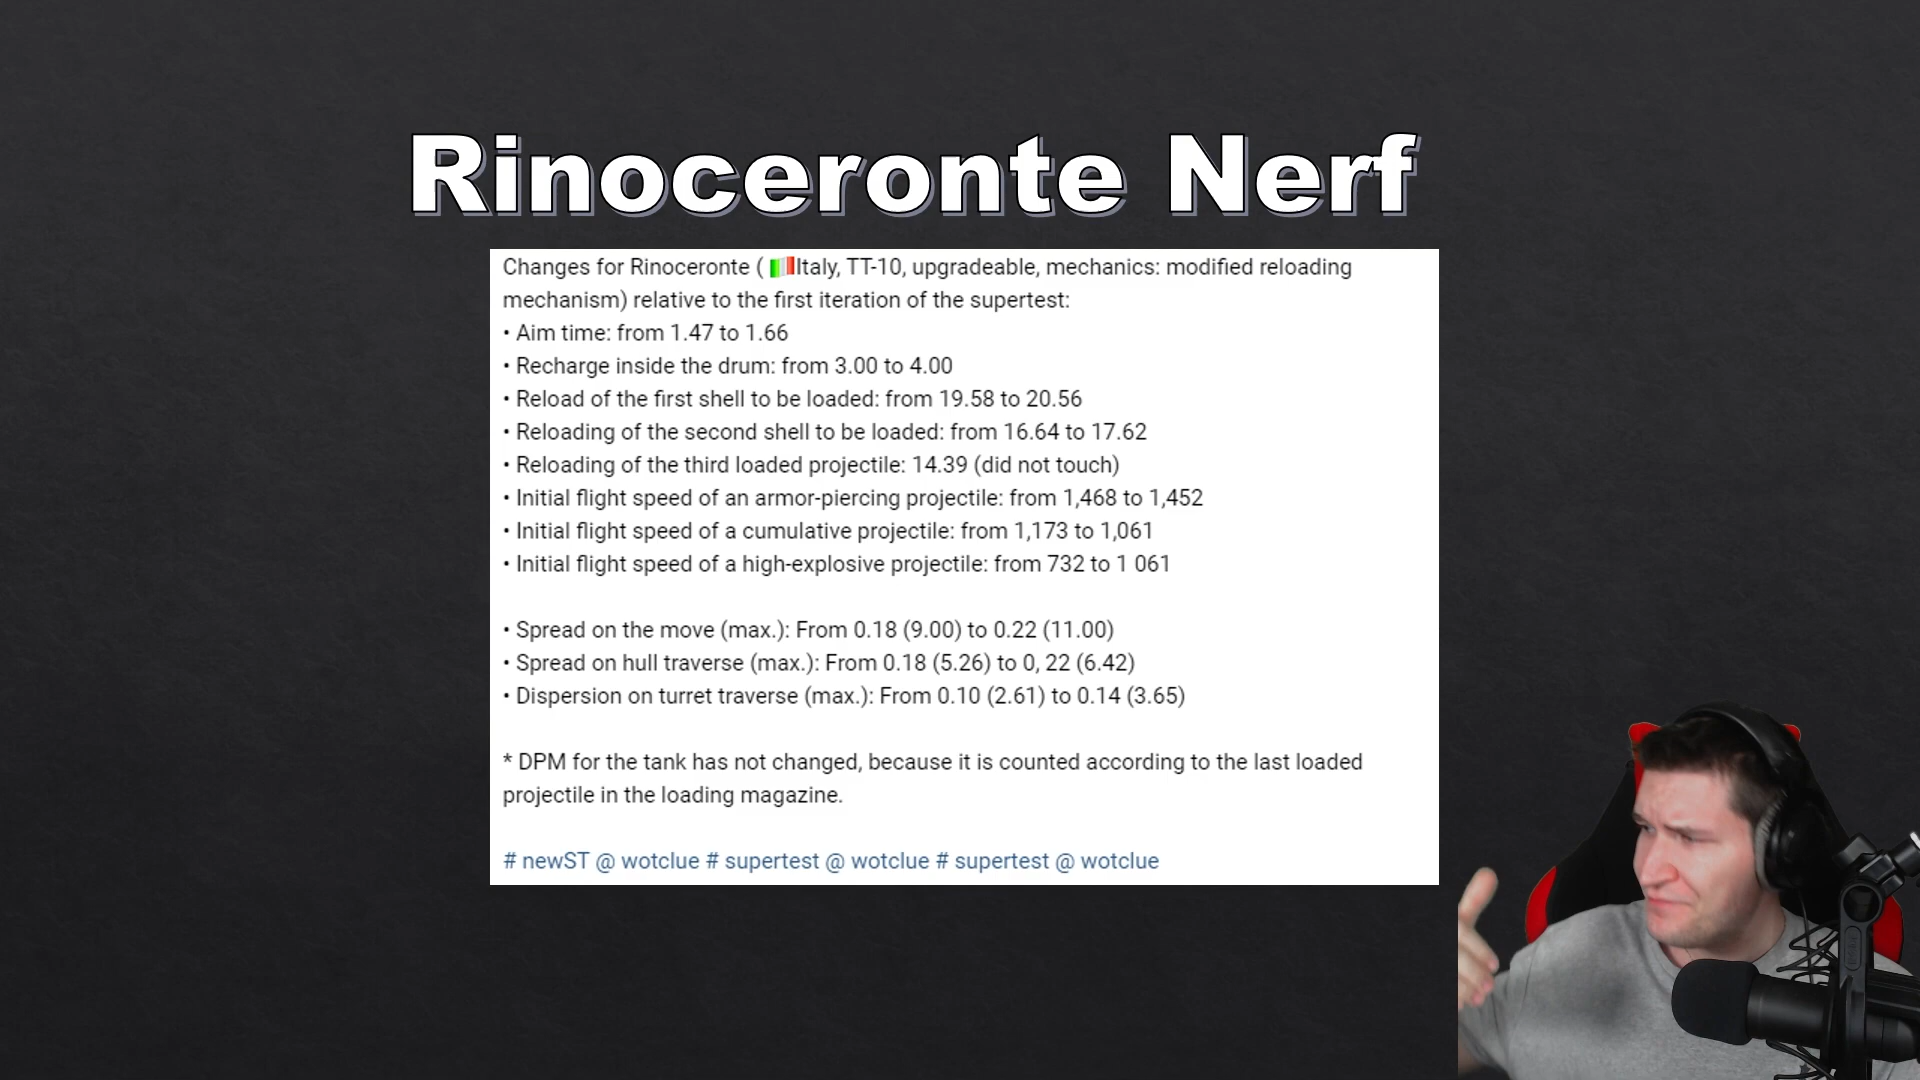 Rinoceronte Nerf
Changes for Rinoceronte ( Italy, TT-10, upgradeable, mechanics: modified reloading
mechanism) relative to the first iteration of the supertest:
• Aim time: from 1.47 to 1.66
• Recharge inside the drum: from 3.00 to 4.00
• Reload of the first shell to be loaded: from 19.58 to 20.56
• Reloading of the second shell to be loaded: from 16.64 to 17.62
• Reloading of the third loaded projectile: 14.39 (did not touch)
• Initial flight speed of an armor-piercing projectile: from 1,468 to 1,452
• Initial flight speed of a cumulative projectile: from 1,173 to 1,061
• Initial flight speed of a high-explosive projectile: from 732 to 1 061
• Spread on the move (max.): From 0.18 (9.00) to 0.22 (11.00)
• Spread on hull traverse (max.): From 0.18 (5.26) to 0, 22 (6.42)
• Dispersion on turret traverse (max.): From 0.10 (2.61) to 0.14 (3.65)
* DPM for the tank has not changed, because it is counted according to the last loaded
projectile in the loading magazine.
# newST @ wotclue # supertest @ wotclue # supertest @ wotclue